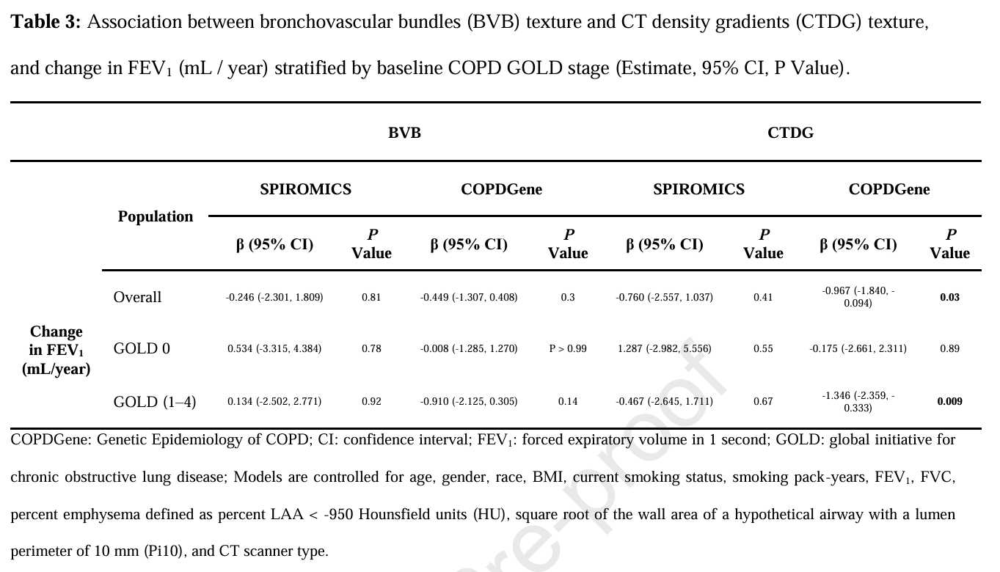 Table 3: Association between bronchovascular bundles (BVB) texture and CT density gradients (CTDG) texture,
and change in FEV₁ (mL / year) stratified by baseline COPD GOLD stage (Estimate, 95% CI, P Value).
BVB CTDG
Population SPIROMICS COPDGene SPIROMICS COPDGene
β (95% CI) P Value β (95% CI) P Value β (95% CI) P Value β (95% CI) P Value
Change in FEV₁ (mL/year)
Overall -0.246 (-2.301, 1.809) 0.81 -0.449 (-1.307, 0.408) 0.3 -0.760 (-2.557, 1.037) 0.41 -0.967 (-1.840, -0.094) 0.03
GOLD 0 0.534 (-3.315, 4.384) 0.78 -0.008 (-1.285, 1.270) P > 0.99 1.287 (-2.982, 5.556) 0.55 -0.175 (-2.661, 2.311) 0.89
GOLD (1–4) 0.134 (-2.502, 2.771) 0.92 -0.910 (-2.125, 0.305) 0.14 -0.467 (-2.645, 1.711) 0.67 -1.346 (-2.359, -0.333) 0.009
COPDGene: Genetic Epidemiology of COPD; CI: confidence interval; FEV₁: forced expiratory volume in 1 second; GOLD: global initiative for
chronic obstructive lung disease; Models are controlled for age, gender, race, BMI, current smoking status, smoking pack-years, FEV₁, FVC,
percent emphysema defined as percent LAA < -950 Hounsfield units (HU), square root of the wall area of a hypothetical airway with a lumen
perimeter of 10 mm (Pi10), and CT scanner type.
re-proof